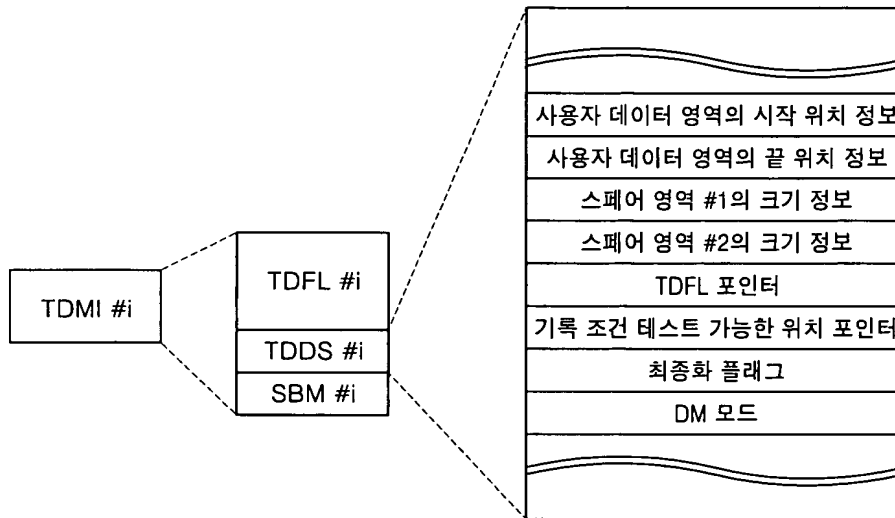 TDMI #i
TDFL #i
TDDS #i
SBM #i
사용자 데이터 영역의 시작 위치 정보
사용자 데이터 영역의 끝 위치 정보
스페어 영역 #1의 크기 정보
스페어 영역 #2의 크기 정보
TDFL 포인터
기록 조건 테스트 가능한 위치 포인터
최종화 플래그
DM 모드